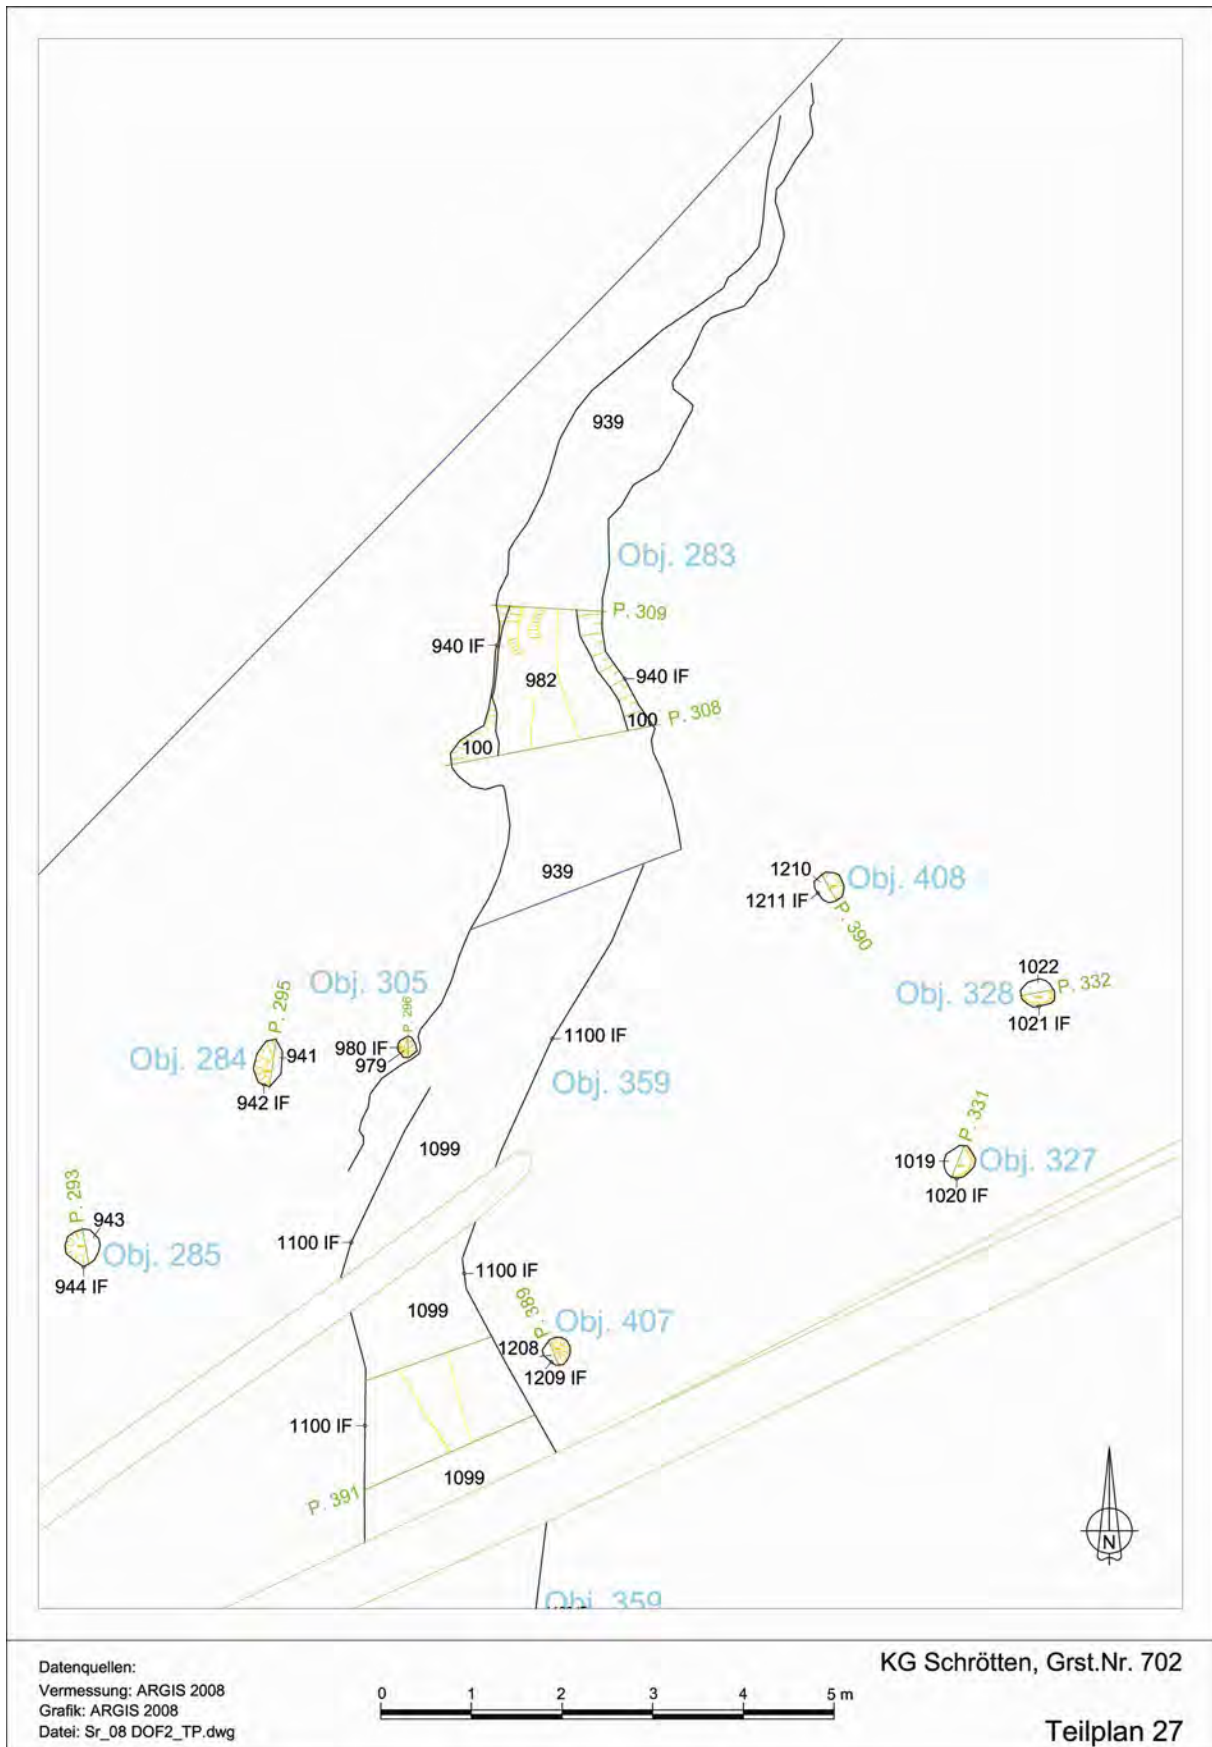 939
Obj. 283
P. 309
940 IF
982
940 IF
100
P. 308
100
939
1210
1211 IF
Obj. 408
P. 390
1022
Obj. 328
P. 332
1021 IF
Obj. 305
P. 295
P. 296
980 IF
979
Obj. 284
941
942 IF
1100 IF
Obj. 359
1099
P. 331
1019
Obj. 327
1020 IF
P. 293
943
Obj. 285
944 IF
1100 IF
1100 IF
1099
P. 389
Obj. 407
1208
1209 IF
1100 IF
1099
P. 391
N
Obj. 359
Datenquellen:
Vermessung: ARGIS 2008
Grafik: ARGIS 2008
Datei: Sr_08 DOF2_TP.dwg
0 1 2 3 4 5 m
KG Schrötten, Grst.Nr. 702
Teilplan 27